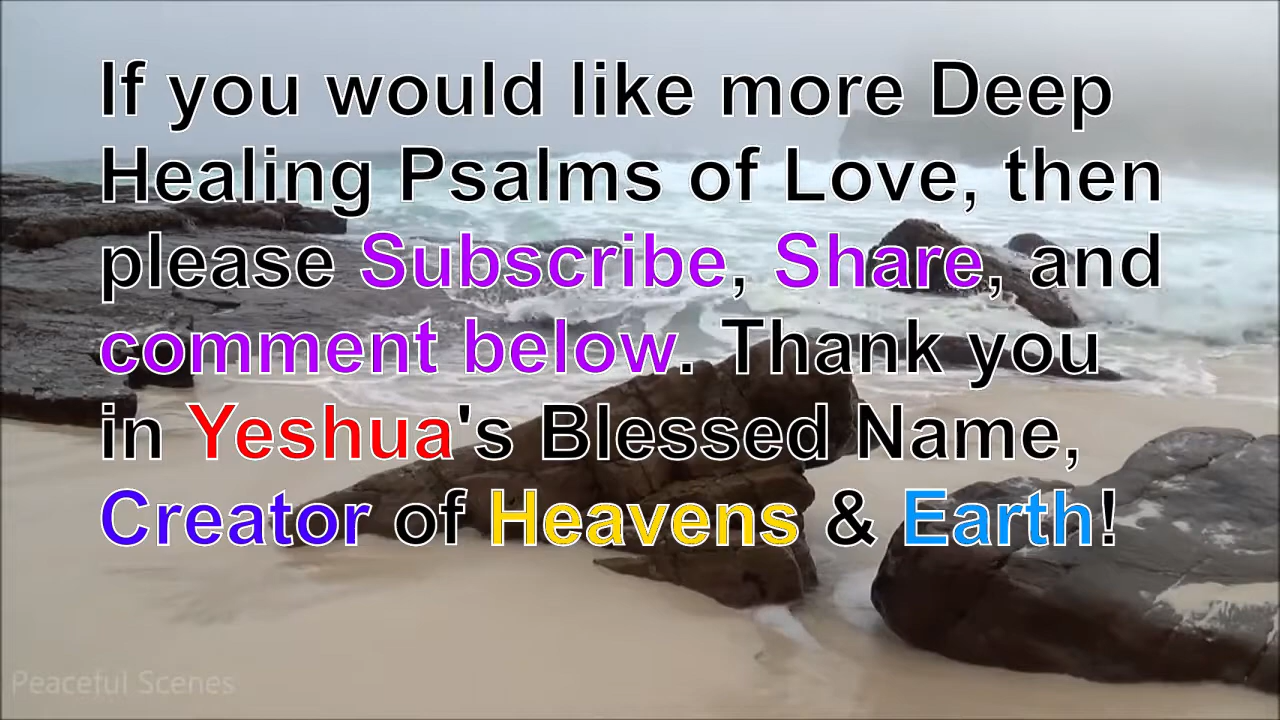 If you would like more Deep
Healing Psalms of Love, then
please Subscribe, Share, and
comment below. Thank you
in Yeshua's Blessed Name,
Creator of Heavens & Earth!
Peaceful Scenes